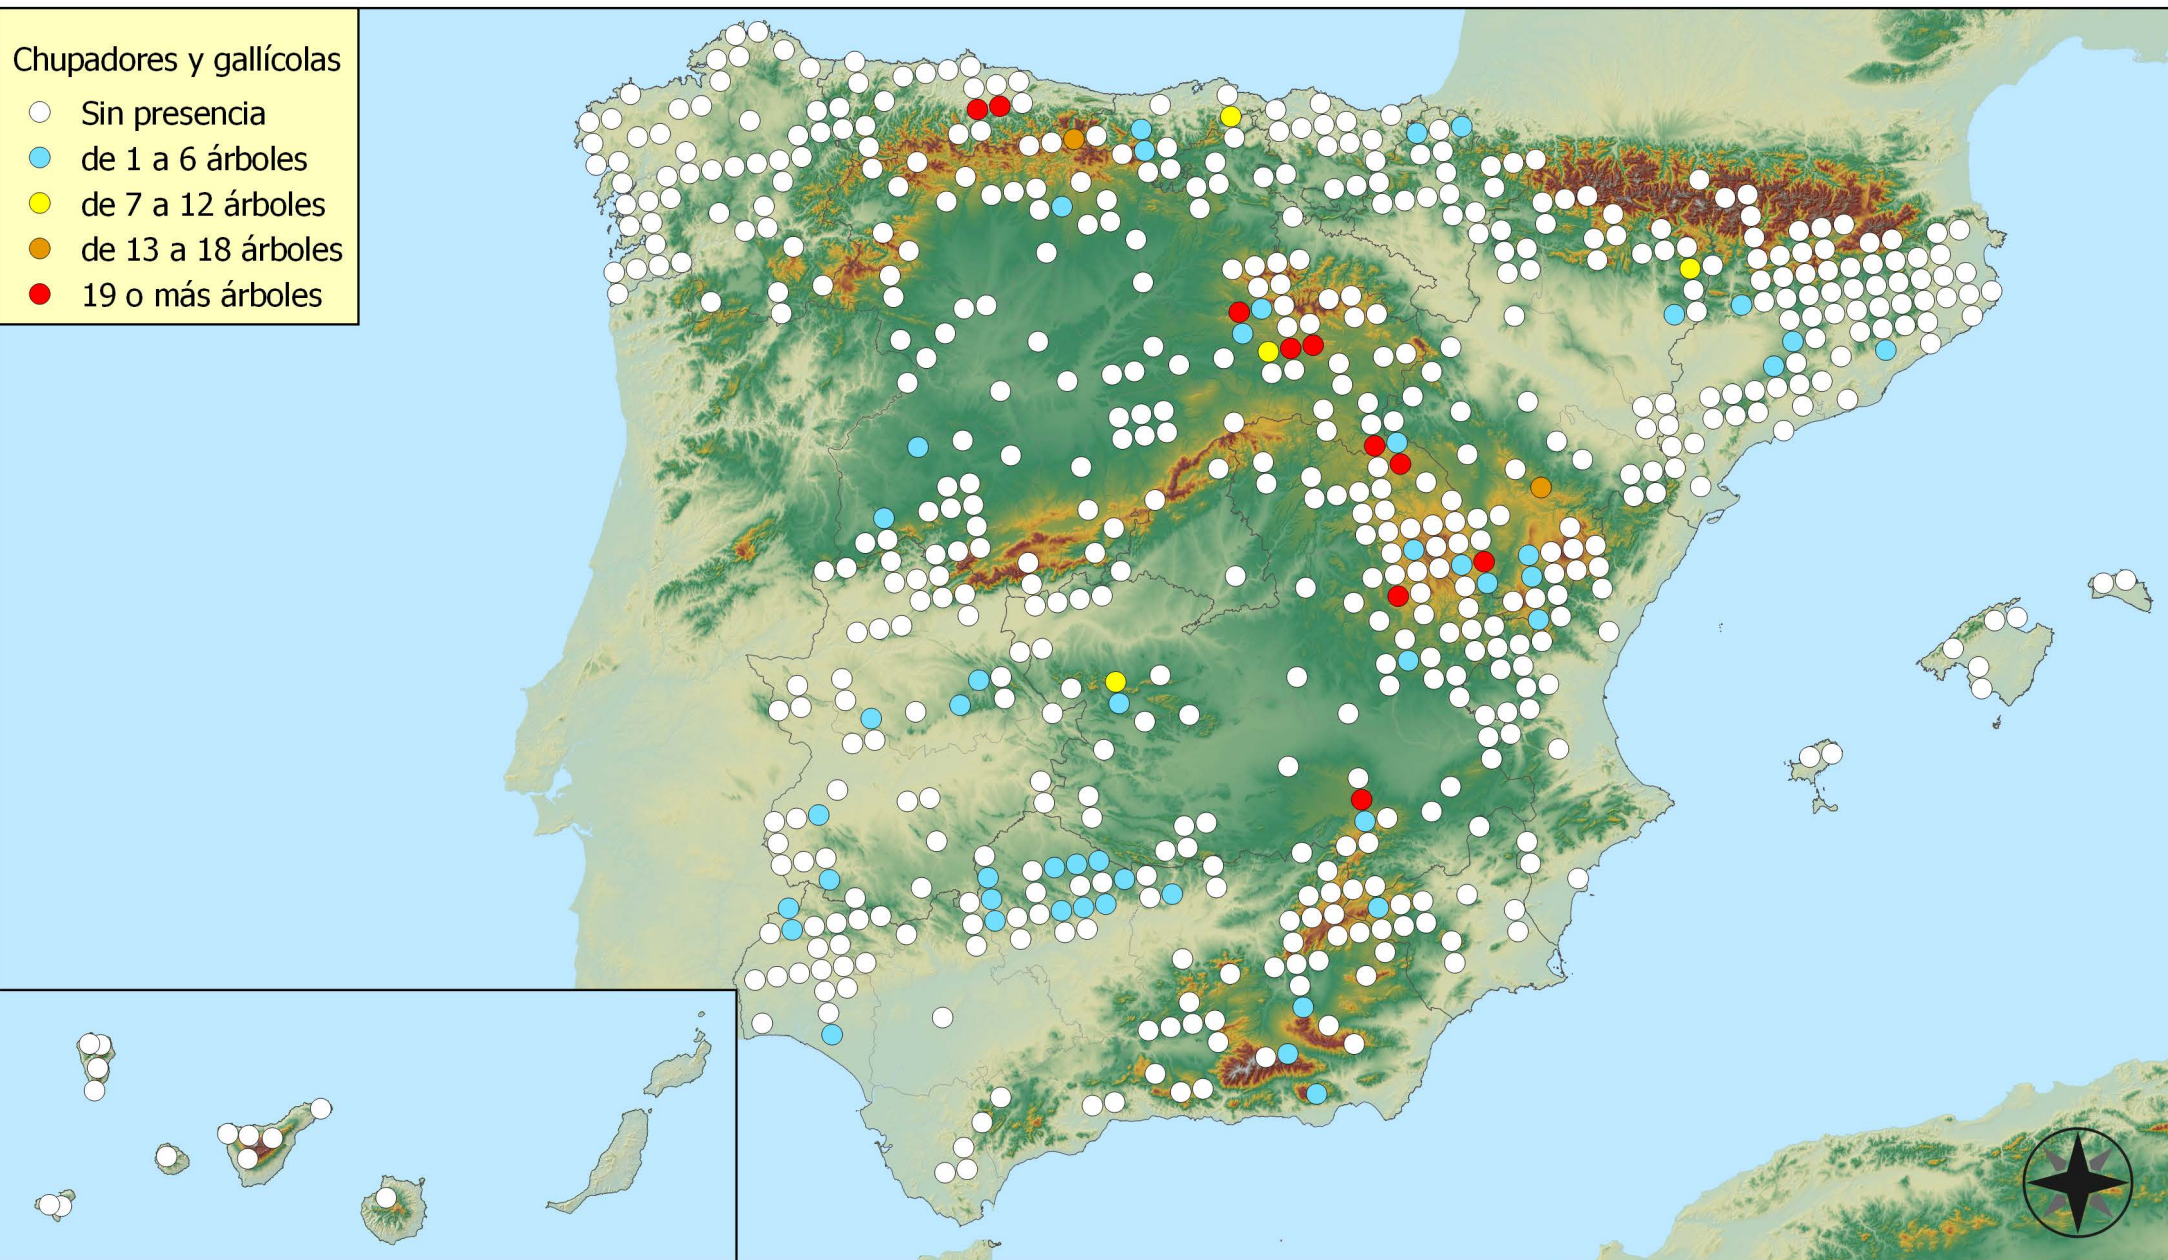 Chupadores y gallícolas
Sin presencia
de 1 a 6 árboles
de 7 a 12 árboles
de 13 a 18 árboles
19 o más árboles